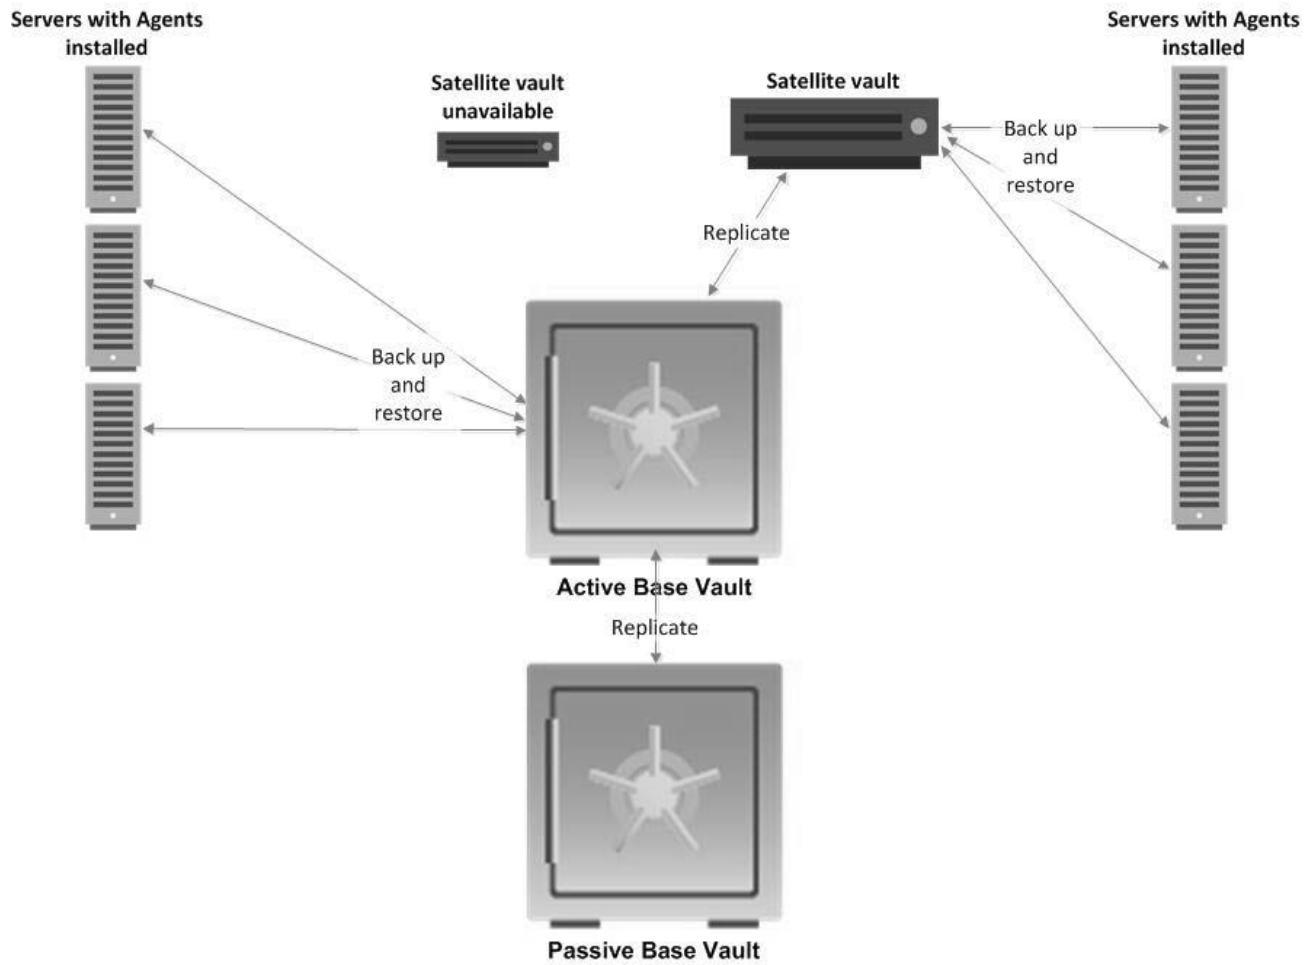 Servers with Agents
installed
Satellite vault
unavailable
Satellite vault
Servers with Agents
installed
Back up
and
restore
Replicate
Back up
and
restore
Active Base Vault
Replicate
Passive Base Vault